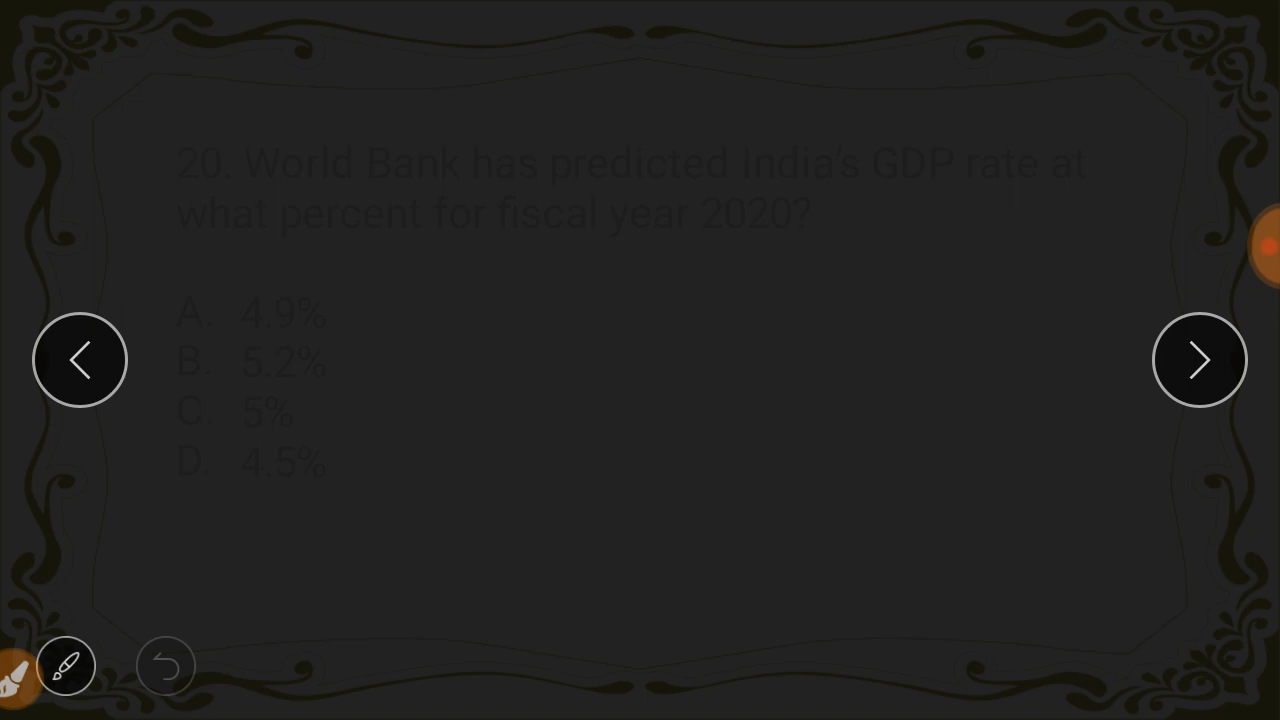 20. World Bank has predicted India's GDP rate at
what percent for fiscal year 2020?
A. 4.9%
B. 5.2%
C. 5%
D. 4.5%